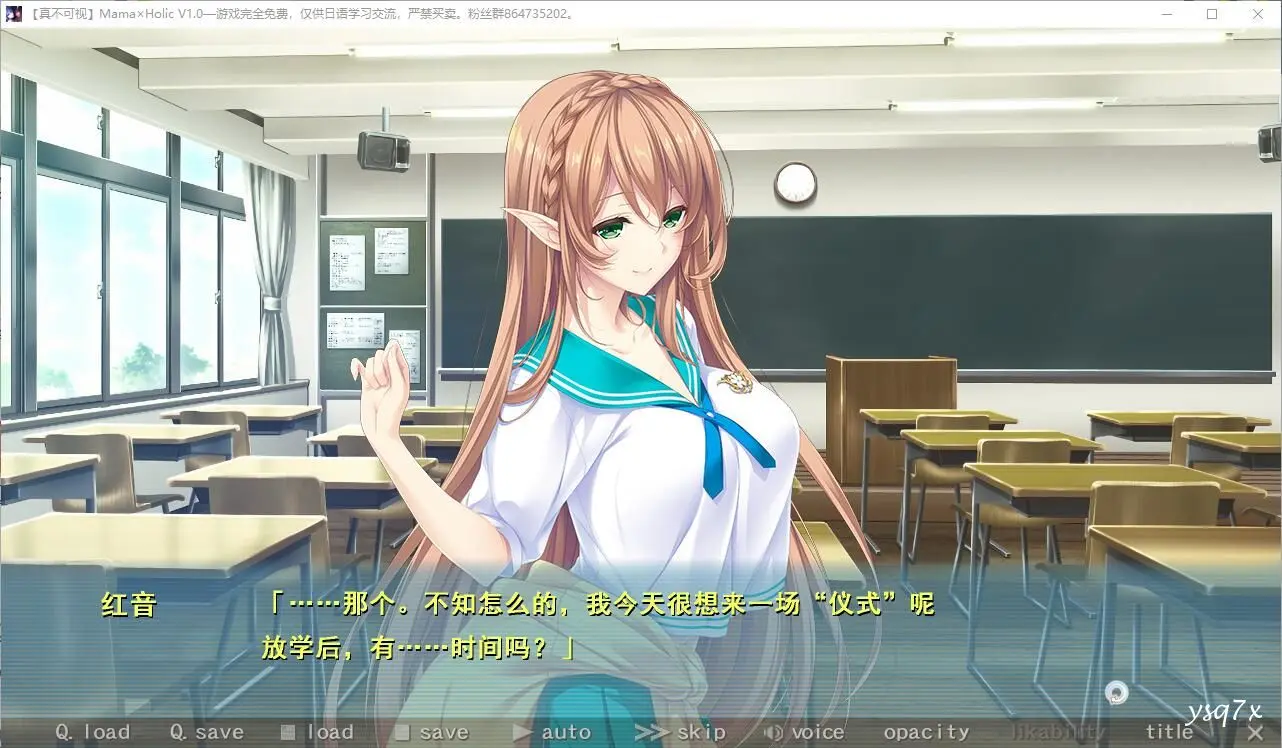 【真不可视】Mama×Holic V1.0—游戏完全免费，仅供日语学习交流，严禁买卖。粉丝群864735202。
红音
「……那个。不知怎么的，我今天很想来一场“仪式”呢
放学后，有……时间吗？」
ysq7x
Q. load Q. save load save auto skip voice opacity likability title